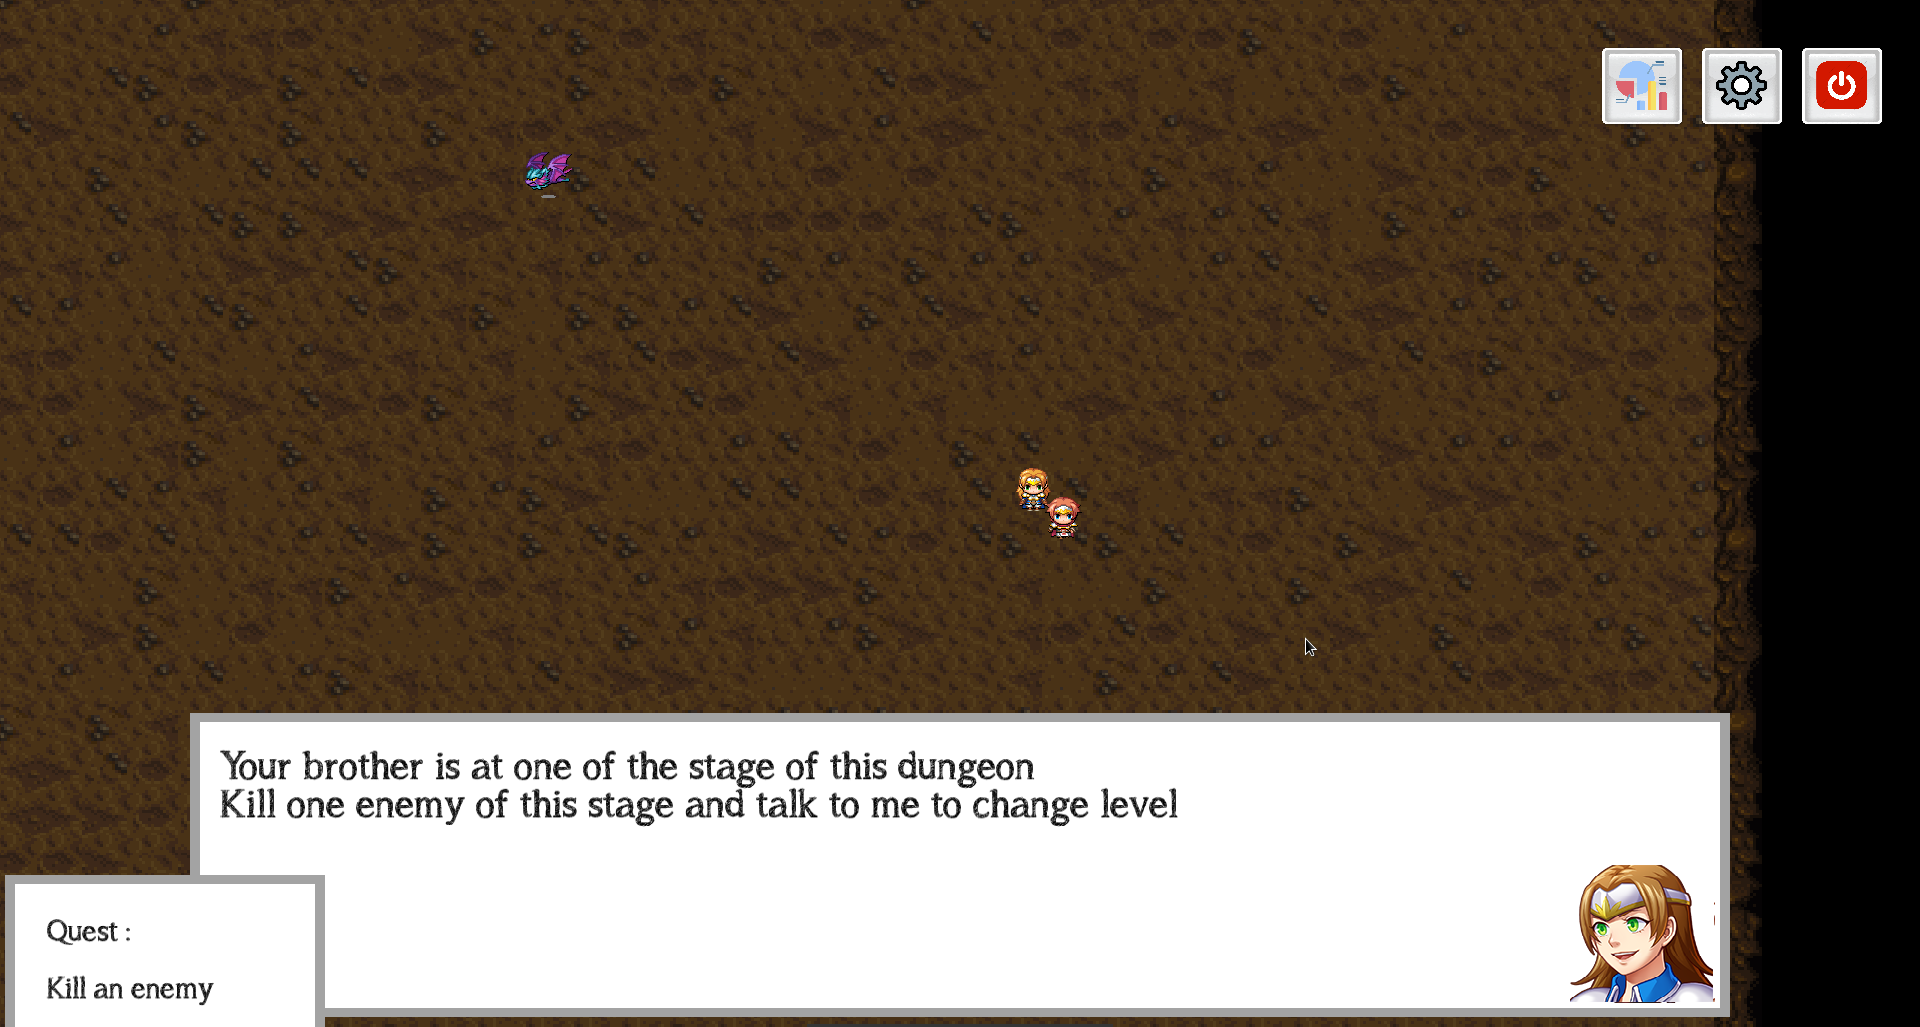 Your brother is at one of the stage of this dungeon
Kill one enemy of this stage and talk to me to change level
Quest :
Kill an enemy